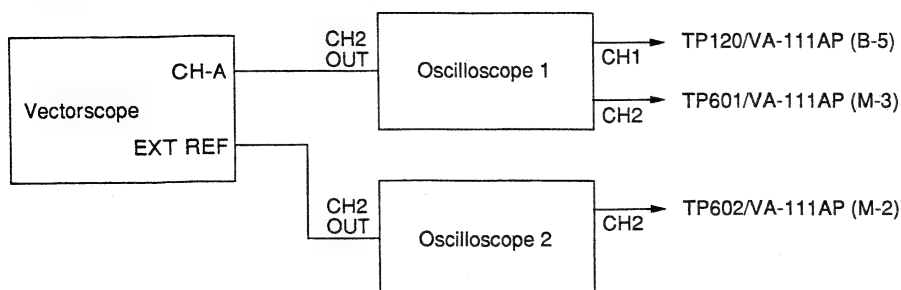 Vectorscope
CH-A
EXT REF
CH2
OUT
Oscilloscope 1
CH1
TP120/VA-111AP (B-5)
CH2
TP601/VA-111AP (M-3)
CH2
OUT
Oscilloscope 2
CH2
TP602/VA-111AP (M-2)